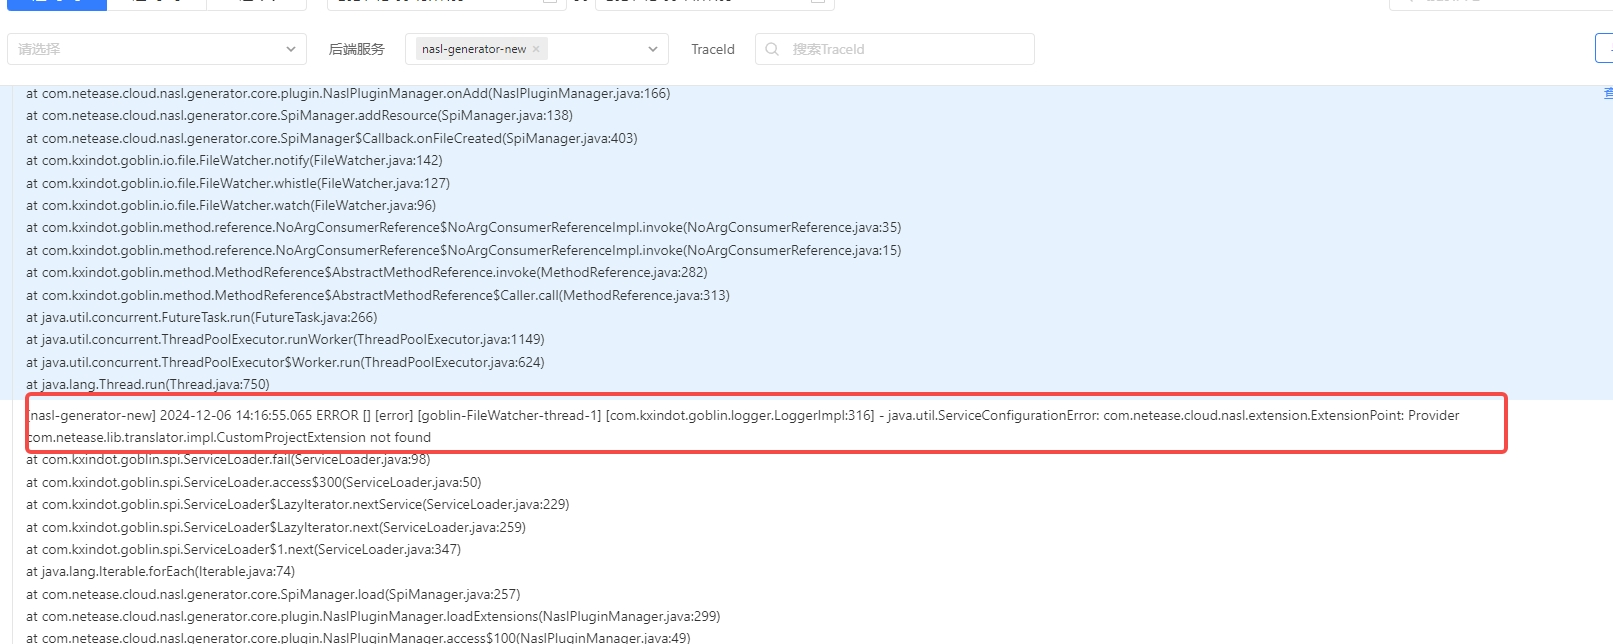 请选择
后端服务
nasl-generator-new ×
TraceId
搜索TraceId
at com.netease.cloud.nasl.generator.core.plugin.NaslPluginManager.onAdd(NaslPluginManager.java:166)
at com.netease.cloud.nasl.generator.core.SpiManager.addResource(SpiManager.java:138)
at com.netease.cloud.nasl.generator.core.SpiManager$Callback.onFileCreated(SpiManager.java:403)
at com.kxindot.goblin.io.file.FileWatcher.notify(FileWatcher.java:142)
at com.kxindot.goblin.io.file.FileWatcher.whistle(FileWatcher.java:127)
at com.kxindot.goblin.io.file.FileWatcher.watch(FileWatcher.java:96)
at com.kxindot.goblin.method.reference.NoArgConsumerReference$NoArgConsumerReferenceImpl.invoke(NoArgConsumerReference.java:35)
at com.kxindot.goblin.method.reference.NoArgConsumerReference$NoArgConsumerReferenceImpl.invoke(NoArgConsumerReference.java:15)
at com.kxindot.goblin.method.MethodReference$AbstractMethodReference.invoke(MethodReference.java:282)
at com.kxindot.goblin.method.MethodReference$AbstractMethodReference$Caller.call(MethodReference.java:313)
at java.util.concurrent.FutureTask.run(FutureTask.java:266)
at java.util.concurrent.ThreadPoolExecutor.runWorker(ThreadPoolExecutor.java:1149)
at java.util.concurrent.ThreadPoolExecutor$Worker.run(ThreadPoolExecutor.java:624)
at java.lang.Thread.run(Thread.java:750)
[nasl-generator-new] 2024-12-06 14:16:55.065 ERROR [] [error] [goblin-FileWatcher-thread-1] [com.kxindot.goblin.logger.LoggerImpl:316] - java.util.ServiceConfigurationError: com.netease.cloud.nasl.extension.ExtensionPoint: Provider
com.netease.lib.translator.impl.CustomProjectExtension not found
at com.kxindot.goblin.spi.ServiceLoader.fail(ServiceLoader.java:98)
at com.kxindot.goblin.spi.ServiceLoader.access$300(ServiceLoader.java:50)
at com.kxindot.goblin.spi.ServiceLoader$LazyIterator.nextService(ServiceLoader.java:229)
at com.kxindot.goblin.spi.ServiceLoader$LazyIterator.next(ServiceLoader.java:259)
at com.kxindot.goblin.spi.ServiceLoader$1.next(ServiceLoader.java:347)
at java.lang.Iterable.forEach(Iterable.java:74)
at com.netease.cloud.nasl.generator.core.SpiManager.load(SpiManager.java:257)
at com.netease.cloud.nasl.generator.core.plugin.NaslPluginManager.loadExtensions(NaslPluginManager.java:299)
at com.netease.cloud.nasl.generator.core.plugin.NaslPluginManager.access$100(NaslPluginManager.java:49)